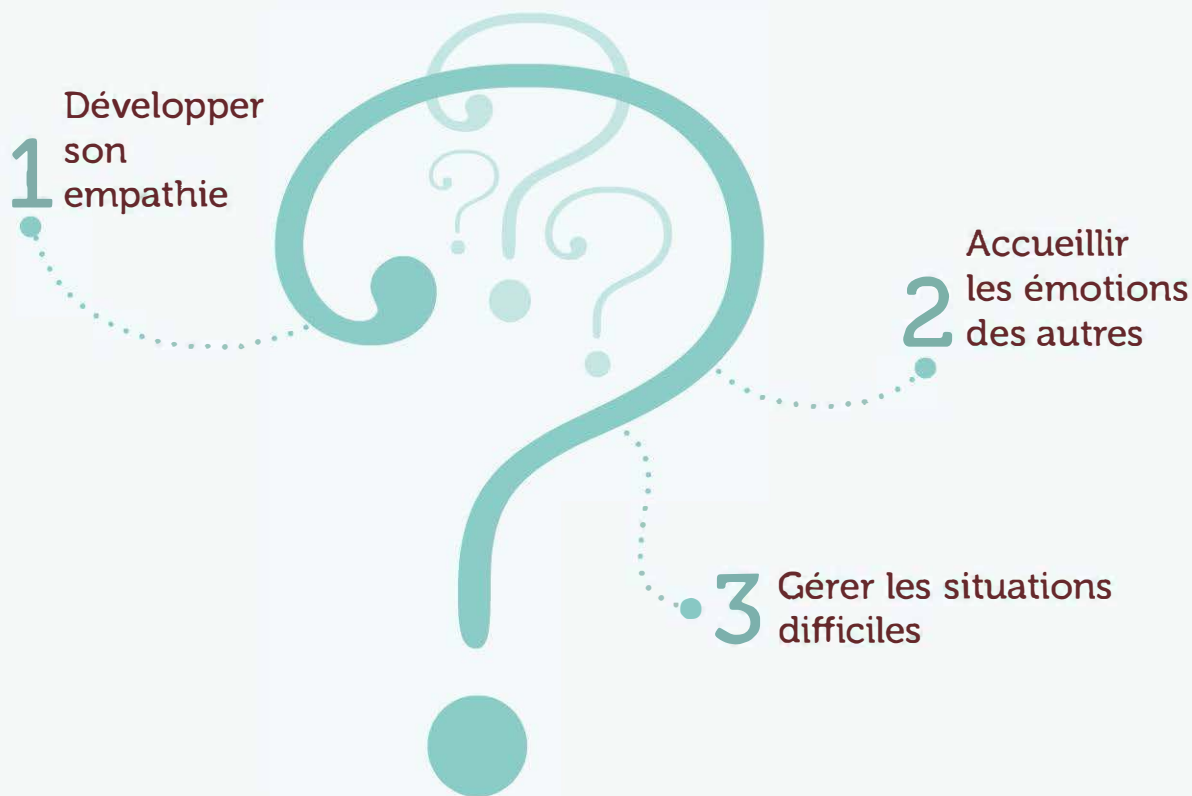 1
Développer
son
empathie
2
Accueillir
les émotions
des autres
3
Gérer les situations
difficiles